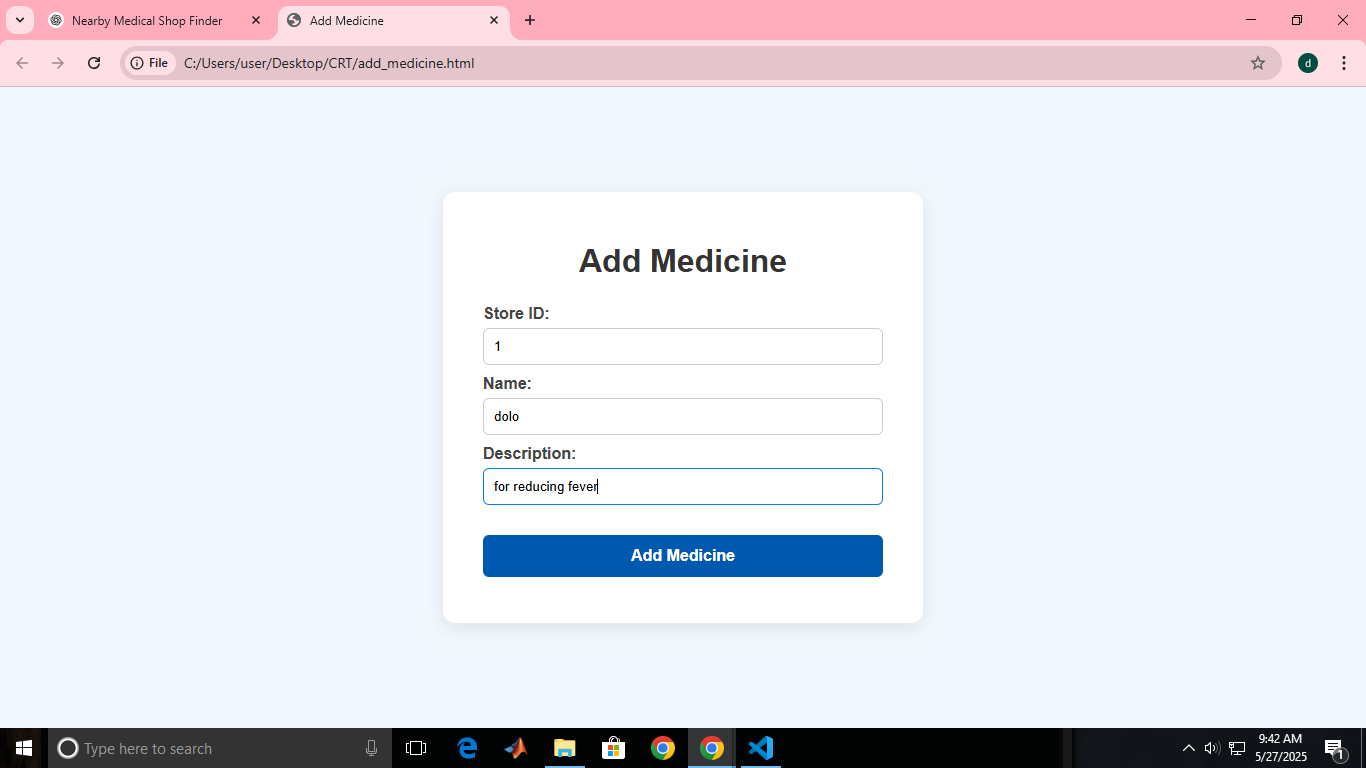 Nearby Medical Shop Finder
Add Medicine
File
C:/Users/user/Desktop/CRT/add_medicine.html
d
Add Medicine
Store ID:
1
Name:
dolo
Description:
for reducing fever
Add Medicine
Type here to search
9:42 AM
5/27/2025
1